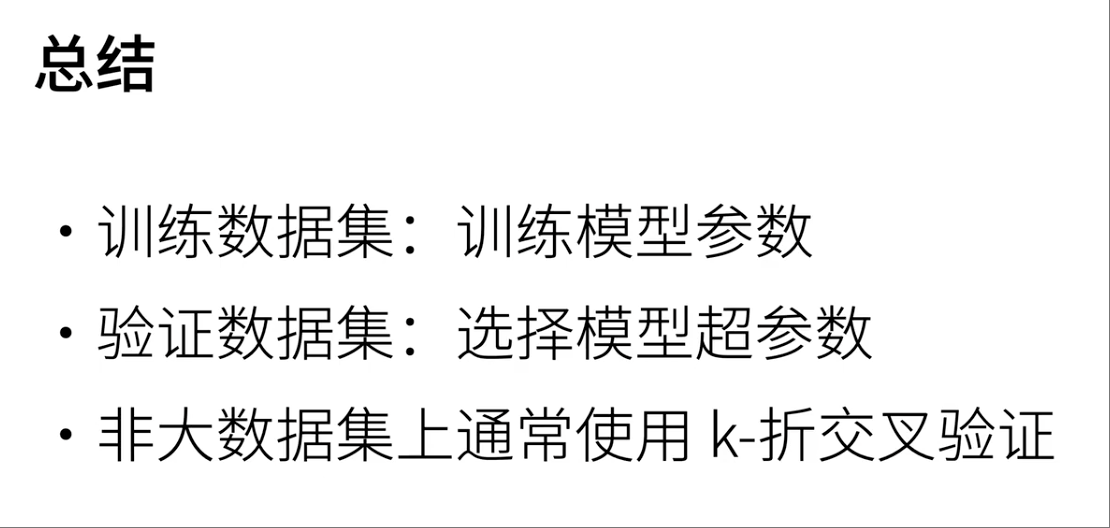 总结
• 训练数据集：训练模型参数
• 验证数据集：选择模型超参数
• 非大数据集上通常使用 k-折交叉验证